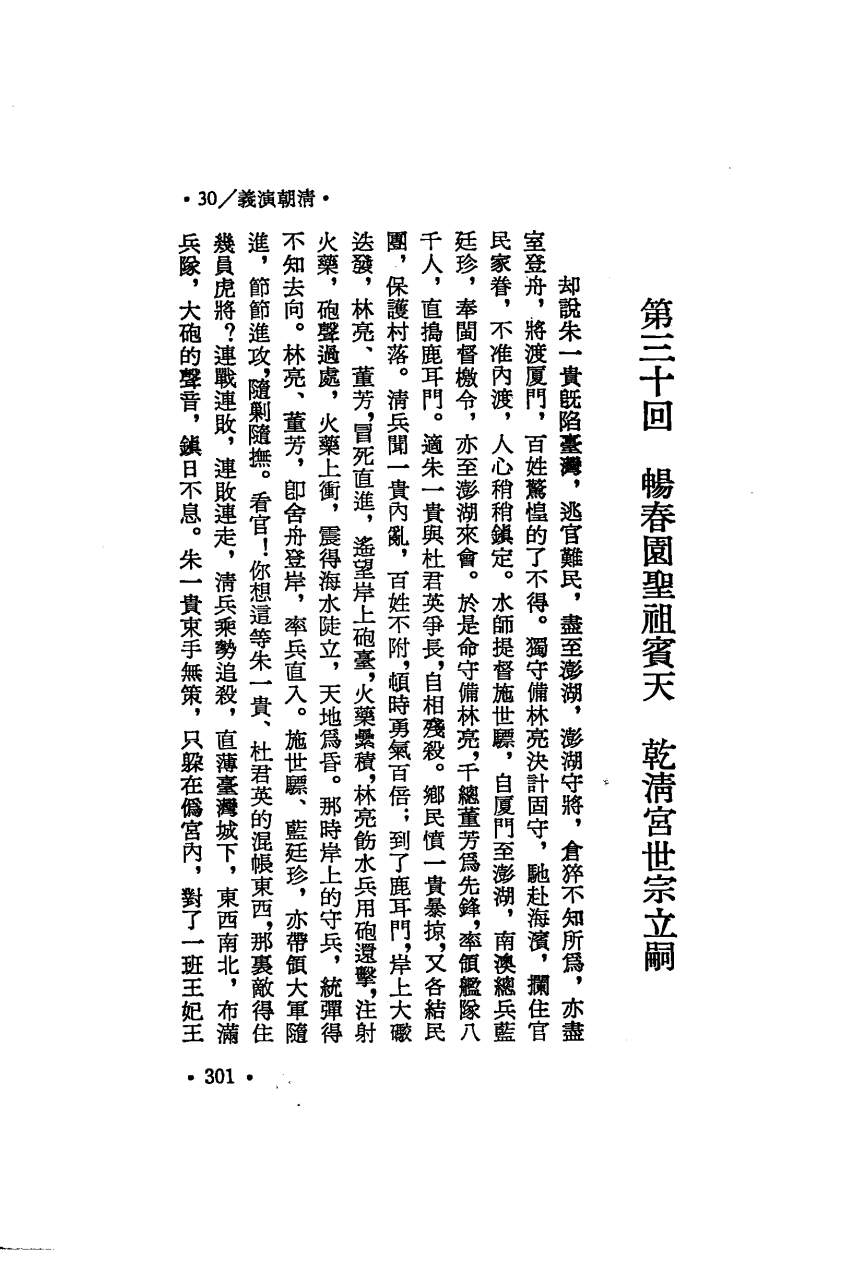 ·清朝演義/30·
第三十回　暢春園聖祖賓天　乾清宮世宗立嗣
却說朱一貴旣陷臺灣，逃官難民，盡至澎湖，澎湖守將，倉猝不知所爲，亦盡
室登舟，將渡厦門，百姓驚惶的了不得。獨守備林亮決計固守，馳赴海濱，攔住官
民家眷，不准內渡，人心稍稍鎮定。水師提督施世驃，自厦門至澎湖，南澳總兵藍
廷珍，奉閩督檄令，亦至澎湖來會。於是命守備林亮，千總董芳爲先鋒，率領艦隊八
千人，直搗鹿耳門。適朱一貴與杜君英爭長，自相殘殺。鄉民憤一貴暴掠，又各結民
團，保護村落。清兵聞一貴內亂，百姓不附，頓時勇氣百倍；到了鹿耳門，岸上大礮
迭發，林亮、董芳，冒死直進，遙望岸上砲臺，火藥纍積，林亮飭水兵用砲還擊，注射
火藥，砲聲過處，火藥上衝，震得海水陡立，天地爲昏。那時岸上的守兵，統彈得
不知去向。林亮、董芳，卽舍舟登岸，率兵直入。施世驃、藍廷珍，亦帶領大軍隨
進，節節進攻，隨剿隨撫。看官！你想這等朱一貴、杜君英的混帳東西，那裏敵得住
幾員虎將？連戰連敗，連敗連走，淸兵乘勢追殺，直薄臺灣城下，東西南北，布滿
兵隊，大砲的聲音，鎮日不息。朱一貴束手無策，只躱在僞宮內，對了一班王妃王
·301·